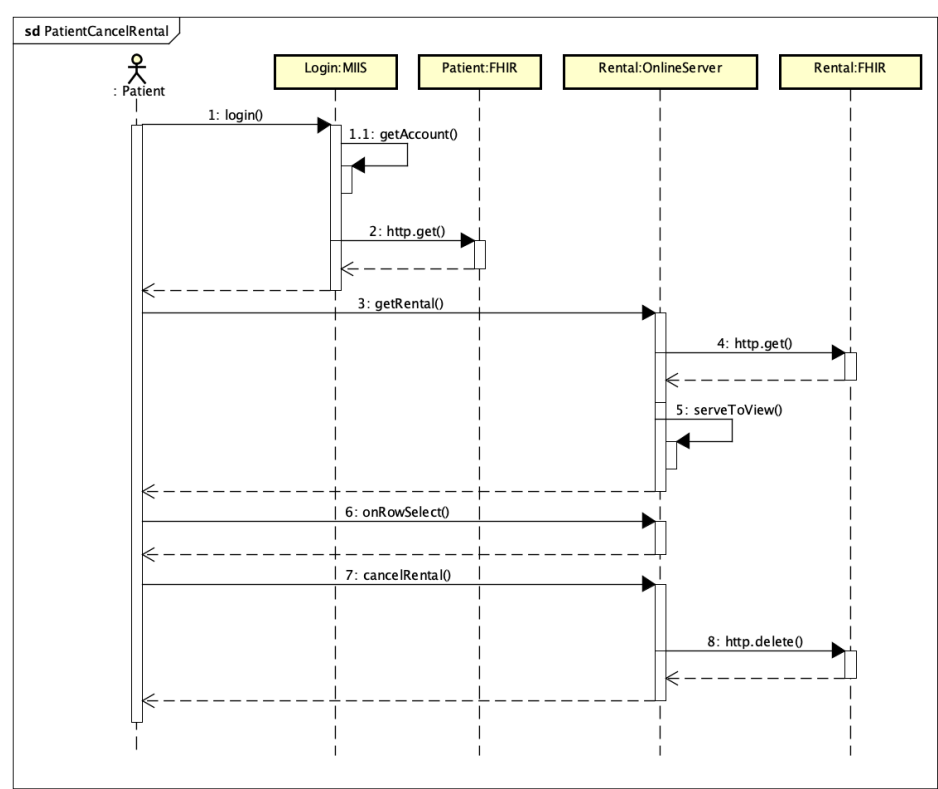 sd PatientCancelRental
: Patient
Login:MIIS
Patient:FHIR
Rental:OnlineServer
Rental:FHIR
1: login()
1.1: getAccount()
2: http.get()
3: getRental()
4: http.get()
5: serveToView()
6: onRowSelect()
7: cancelRental()
8: http.delete()